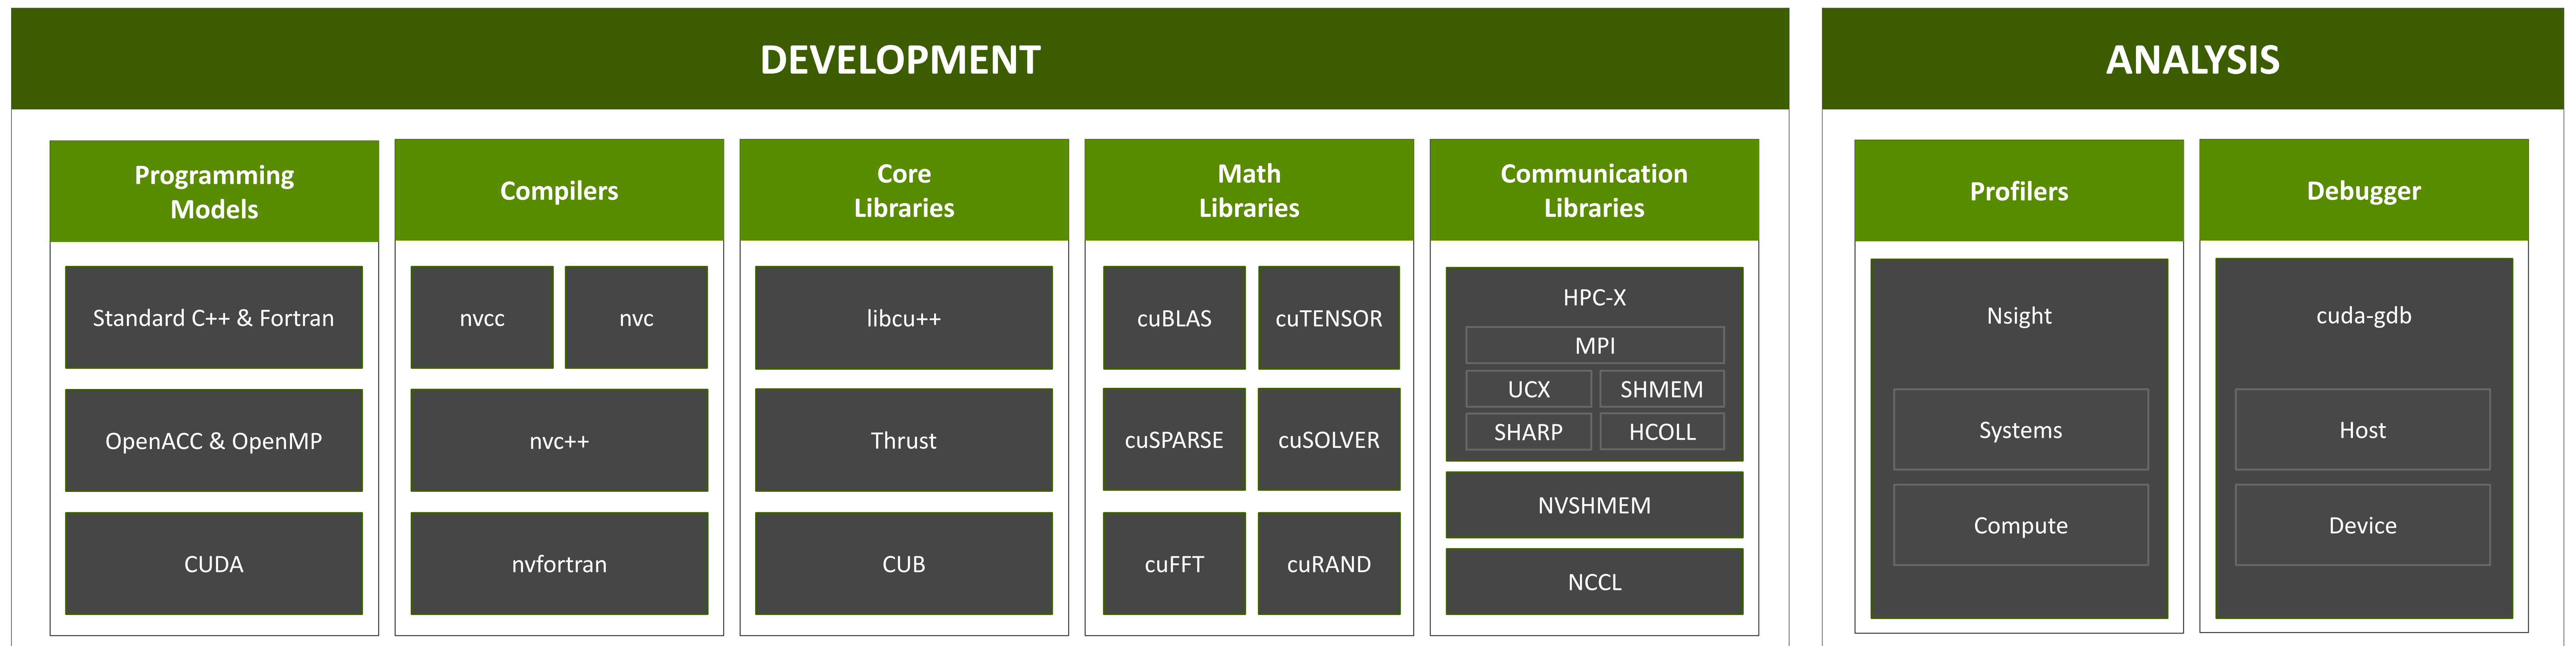 DEVELOPMENT
Programming
Models
Standard C++ & Fortran
OpenACC & OpenMP
CUDA
Compilers
nvcc
nvc
nvc++
nvfortran
Core
Libraries
libcu++
Thrust
CUB
Math
Libraries
cuBLAS
cuTENSOR
cuSPARSE
cuSOLVER
cuFFT
cuRAND
Communication
Libraries
HPC-X
MPI
UCX
SHMEM
SHARP
HCOLL
NVSHMEM
NCCL
ANALYSIS
Profilers
Nsight
Systems
Compute
Debugger
cuda-gdb
Host
Device